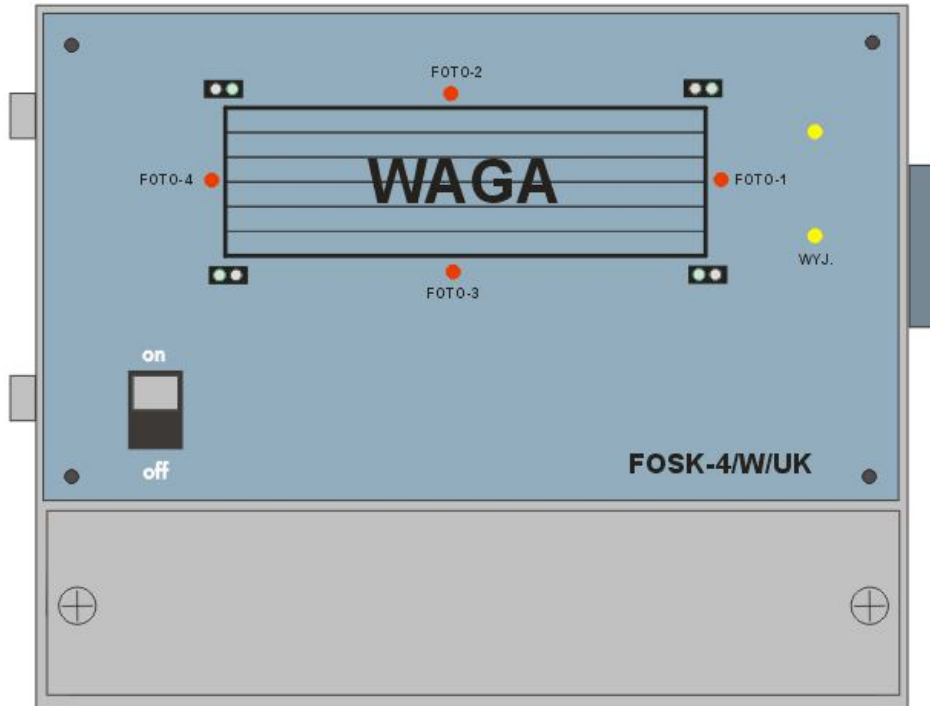 FOTO-2
FOTO-4
WAGA
FOTO-1
WYJ.
FOTO-3
on
off
FOSK-4/W/UK